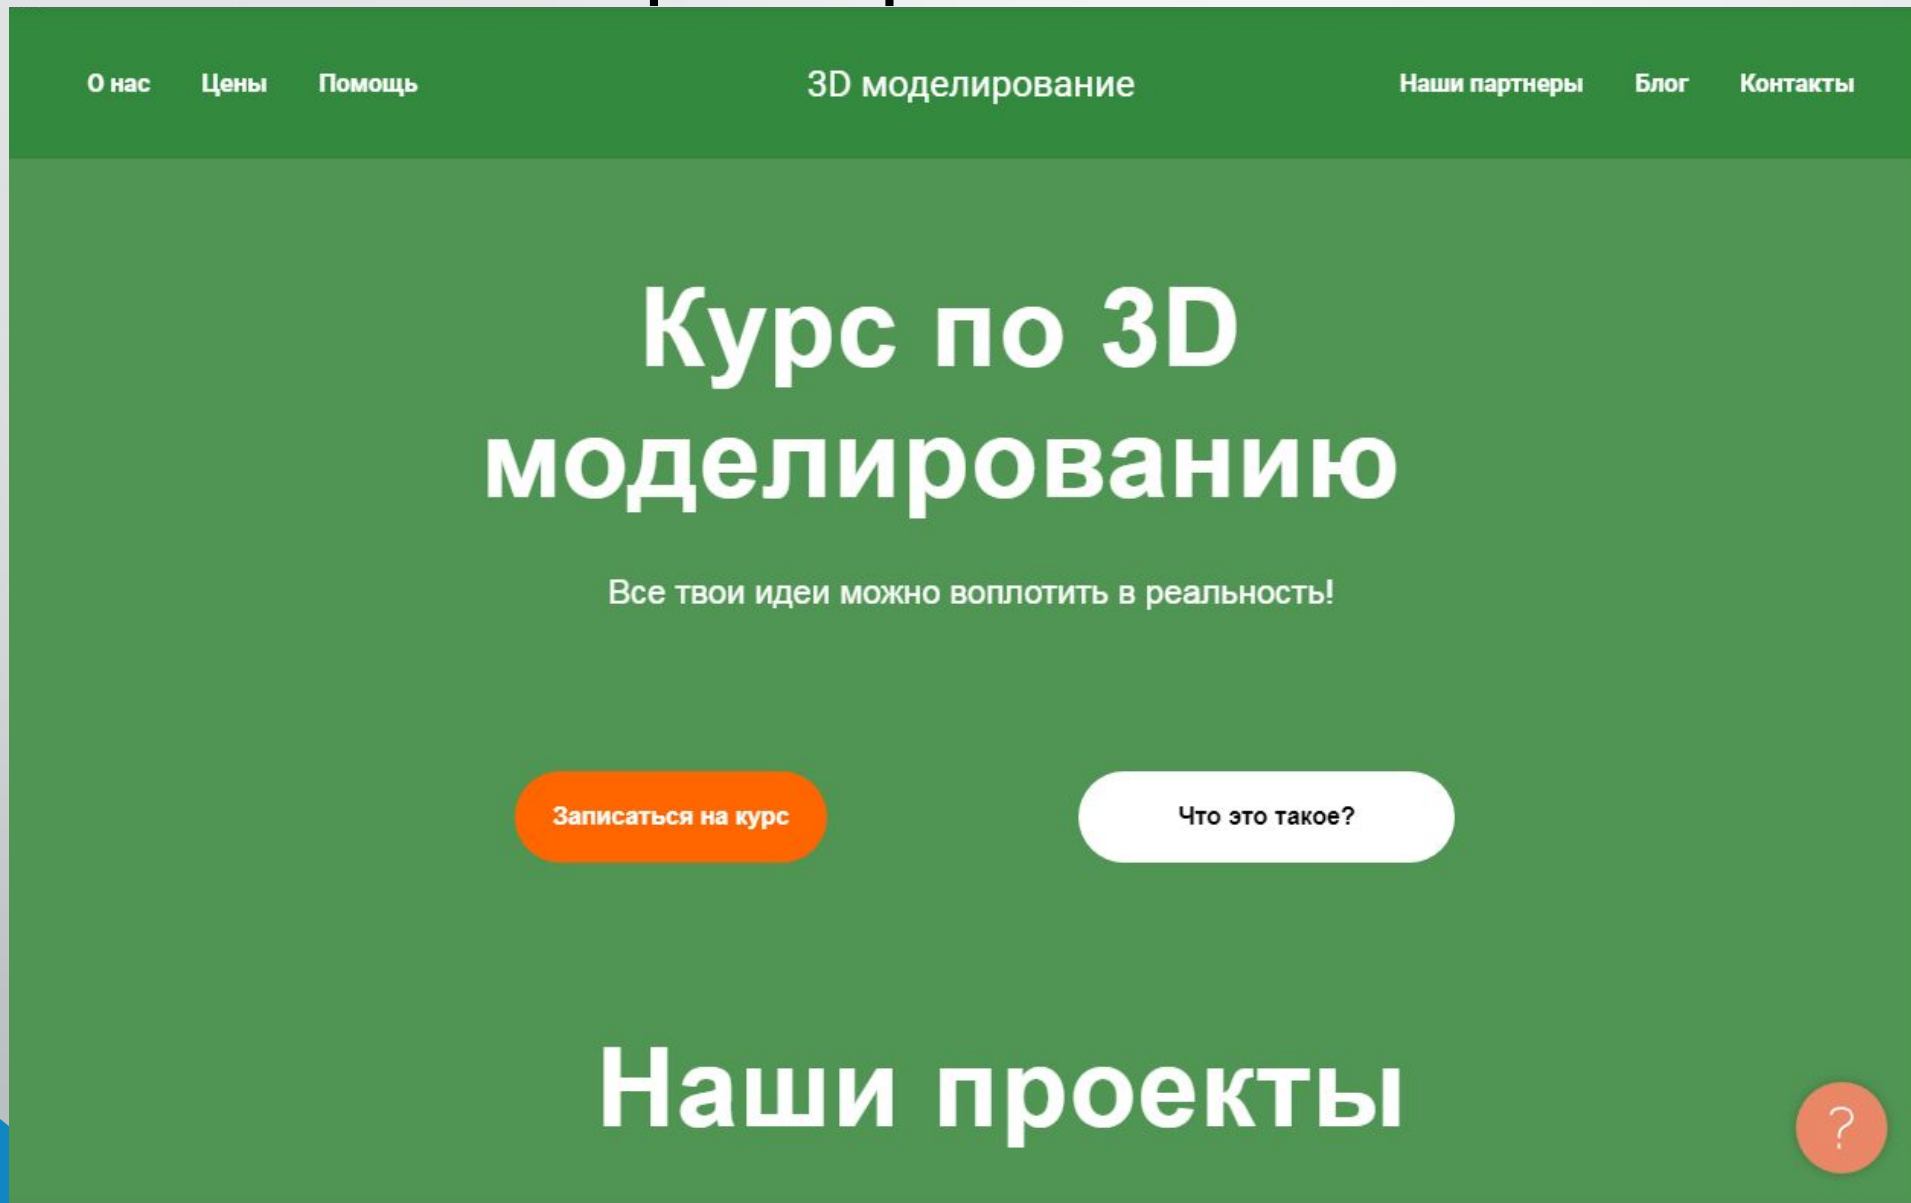 О нас Цены Помощь 3D моделирование Наши партнеры Блог Контакты
Курс по 3D
моделированию
Все твои идеи можно воплотить в реальность!
Записаться на курс Что это такое?
Наши проекты
?